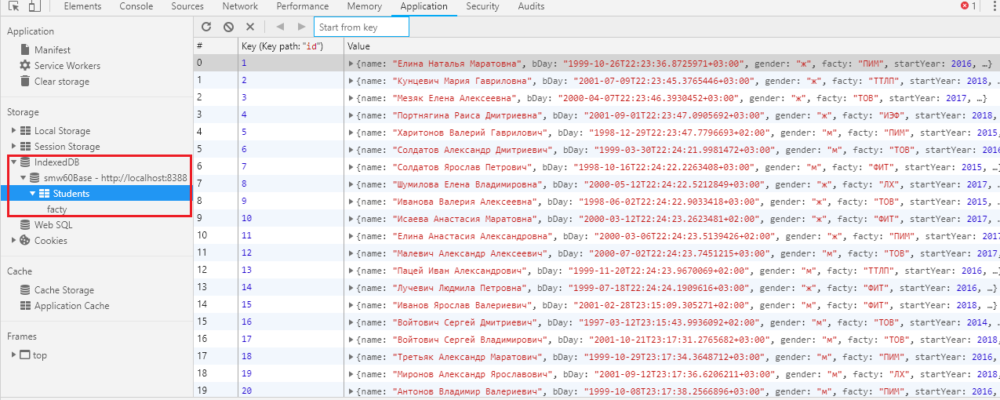 Elements Console Sources Network Performance Memory Application Security Audits 1
Application
Manifest
Service Workers
Clear storage
Storage
Local Storage
Session Storage
IndexedDB
smw60Base - http://localhost:8388
Students
facty
Web SQL
Cookies
Cache
Cache Storage
Application Cache
Frames
top
Start from key
# Key (Key path: "id") Value
0 1 {name: "Елина Наталья Маратовна", bDay: "1999-10-26T22:23:36.8725971+03:00", gender: "ж", facty: "ПИМ", startYear: 2016, …}
1 2 {name: "Кунцевич Мария Гавриловна", bDay: "2001-07-09T22:23:45.3765446+03:00", gender: "ж", facty: "ТТЛП", startYear: 2018, …
2 3 {name: "Мезяк Елена Алексеевна", bDay: "2000-04-07T22:23:46.3930452+03:00", gender: "ж", facty: "ТОВ", startYear: 2017, …}
3 4 {name: "Портнягина Раиса Дмитриевна", bDay: "2001-09-01T22:23:47.0905692+03:00", gender: "ж", facty: "ИЭФ", startYear: 2018,
4 5 {name: "Харитонов Валерий Гаврилович", bDay: "1998-12-29T22:23:47.7796693+02:00", gender: "м", facty: "ПИМ", startYear: 2015
5 6 {name: "Солдатов Александр Дмитриевич", bDay: "1999-03-30T22:24:21.9981472+03:00", gender: "м", facty: "ТОВ", startYear: 2016
6 7 {name: "Солдатов Ярослав Петрович", bDay: "1998-10-16T22:24:22.2263408+03:00", gender: "м", facty: "ФИТ", startYear: 2015, …
7 8 {name: "Шумилова Елена Владимировна", bDay: "2000-05-12T22:24:22.5212849+03:00", gender: "ж", facty: "ЛХ", startYear: 2017, …
8 9 {name: "Иванова Валерия Алексеевна", bDay: "1998-06-02T22:24:22.9033418+03:00", gender: "ж", facty: "ТОВ", startYear: 2015, …
9 10 {name: "Исаева Анастасия Маратовна", bDay: "2000-03-12T22:24:23.2623481+02:00", gender: "ж", facty: "ФИТ", startYear: 2017, …
10 11 {name: "Елина Анастасия Александровна", bDay: "2000-03-06T22:24:23.5139426+02:00", gender: "ж", facty: "ПИМ", startYear: 2017
11 12 {name: "Малевич Александр Алексеевич", bDay: "2000-07-02T22:24:23.7451215+03:00", gender: "м", facty: "ТОВ", startYear: 2017,
12 13 {name: "Пацей Иван Александрович", bDay: "1999-11-20T22:24:23.9670069+02:00", gender: "м", facty: "ТТЛП", startYear: 2016, …
13 14 {name: "Лучевич Людмила Петровна", bDay: "1999-07-18T22:24:24.1909616+03:00", gender: "ж", facty: "ФИТ", startYear: 2016, …}
14 15 {name: "Иванов Ярослав Валериевич", bDay: "2001-02-28T23:15:09.305271+02:00", gender: "м", facty: "ФИТ", startYear: 2018, …}
15 16 {name: "Войтович Сергей Дмитриевич", bDay: "1997-03-12T23:15:43.9936092+02:00", gender: "м", facty: "ТОВ", startYear: 2014, …
16 17 {name: "Войтович Сергей Владимирович", bDay: "2001-10-21T23:17:31.2765682+03:00", gender: "м", facty: "ТОВ", startYear: 2018,
17 18 {name: "Третьяк Александр Маратович", bDay: "1999-10-29T23:17:34.3648712+03:00", gender: "м", facty: "ПИМ", startYear: 2016,
18 19 {name: "Миронов Александр Ярославович", bDay: "2001-09-12T23:17:36.6206211+03:00", gender: "м", facty: "ЛХ", startYear: 2018,
19 20 {name: "Антонов Владимир Валериевич", bDay: "1999-10-08T23:17:38.2566896+03:00", gender: "м", facty: "ПИМ", startYear: 2016,